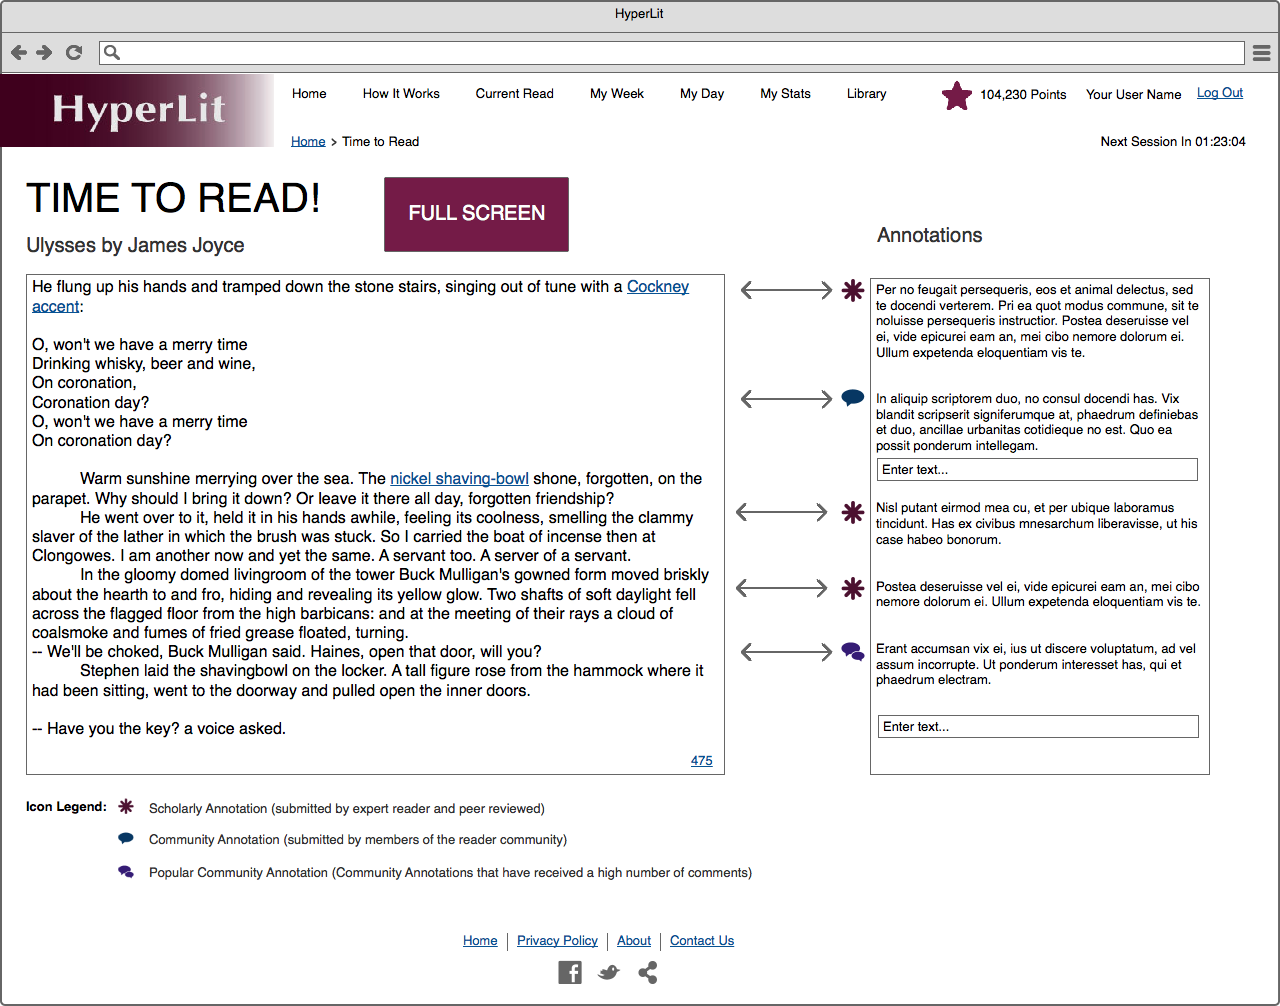 HyperLit
HyperLit
Home How It Works Current Read My Week My Day My Stats Library
104,230 Points Your User Name Log Out
Home > Time to Read
Next Session In 01:23:04
TIME TO READ!
FULL SCREEN
Ulysses by James Joyce
He flung up his hands and tramped down the stone stairs, singing out of tune with a Cockney
accent:
O, won't we have a merry time
Drinking whisky, beer and wine,
On coronation,
Coronation day?
O, won't we have a merry time
On coronation day?
Warm sunshine merrying over the sea. The nickel shaving-bowl shone, forgotten, on the
parapet. Why should I bring it down? Or leave it there all day, forgotten friendship?
He went over to it, held it in his hands awhile, feeling its coolness, smelling the clammy
slaver of the lather in which the brush was stuck. So I carried the boat of incense then at
Clongowes. I am another now and yet the same. A servant too. A server of a servant.
In the gloomy domed livingroom of the tower Buck Mulligan's gowned form moved briskly
about the hearth to and fro, hiding and revealing its yellow glow. Two shafts of soft daylight fell
across the flagged floor from the high barbicans: and at the meeting of their rays a cloud of
coalsmoke and fumes of fried grease floated, turning.
-- We'll be choked, Buck Mulligan said. Haines, open that door, will you?
Stephen laid the shavingbowl on the locker. A tall figure rose from the hammock where it
had been sitting, went to the doorway and pulled open the inner doors.
-- Have you the key? a voice asked.
475
Annotations
Per no feugait persequeris, eos et animal delectus, sed
te docendi verterem. Pri ea quot modus commune, sit te
noluisse persequeris instructior. Postea deseruisse vel
ei, vide epicurei eam an, mei cibo nemore dolorum ei.
Ullum expetenda eloquentiam vis te.
In aliquip scriptorem duo, no consul docendi has. Vix
blandit scripserit signiferumque at, phaedrum definiebas
et duo, ancillae urbanitas cotidieque no est. Quo ea
possit ponderum intellegam.
Enter text...
Nisl putant eirmod mea cu, et per ubique laboramus
tincidunt. Has ex civibus mnesarchum liberavisse, ut his
case habeo bonorum.
Postea deseruisse vel ei, vide epicurei eam an, mei cibo
nemore dolorum ei. Ullum expetenda eloquentiam vis te.
Erant accumsan vix ei, ius ut discere voluptatum, ad vel
assum incorrupte. Ut ponderum interesset has, qui et
phaedrum electram.
Enter text...
Icon Legend:
Scholarly Annotation (submitted by expert reader and peer reviewed)
Community Annotation (submitted by members of the reader community)
Popular Community Annotation (Community Annotations that have received a high number of comments)
Home Privacy Policy About Contact Us